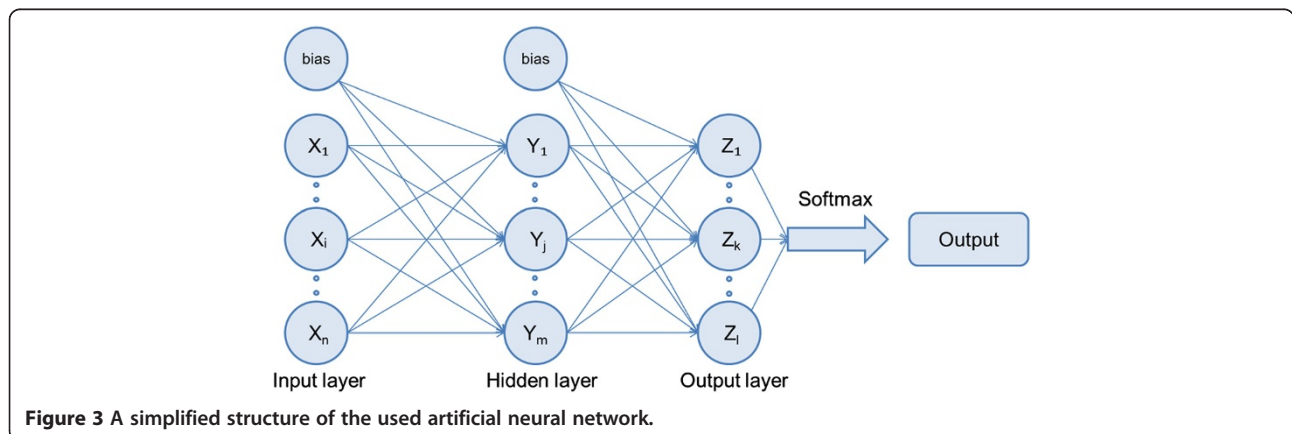 bias bias
X₁ Y₁ Z₁
Softmax
Xᵢ Yⱼ Zₖ Output
Xₙ Yₘ Zₗ
Input layer Hidden layer Output layer
Figure 3 A simplified structure of the used artificial neural network.